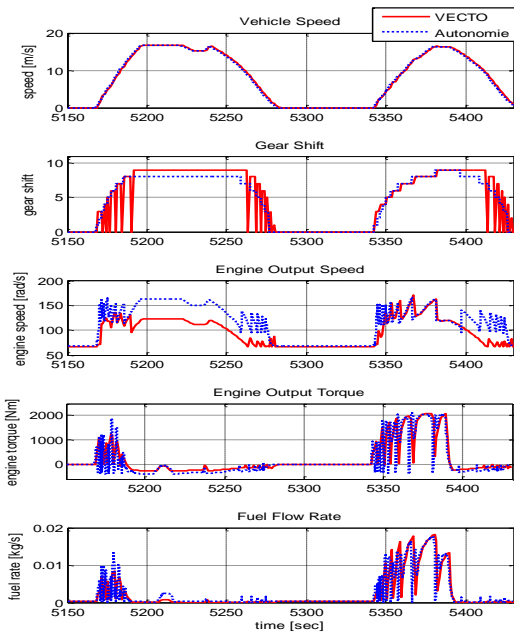 Vehicle Speed
VECTO
Autonomie
speed [m/s]
20
10
0
5150 5200 5250 5300 5350 5400
Gear Shift
gear shift
10
5
0
5150 5200 5250 5300 5350 5400
Engine Output Speed
engine speed [rad/s]
200
150
100
50
5150 5200 5250 5300 5350 5400
Engine Output Torque
engine torque [Nm]
2000
1000
0
5150 5200 5250 5300 5350 5400
Fuel Flow Rate
fuel rate [kg/s]
0.02
0.01
0
5150 5200 5250 5300 5350 5400
time [sec]